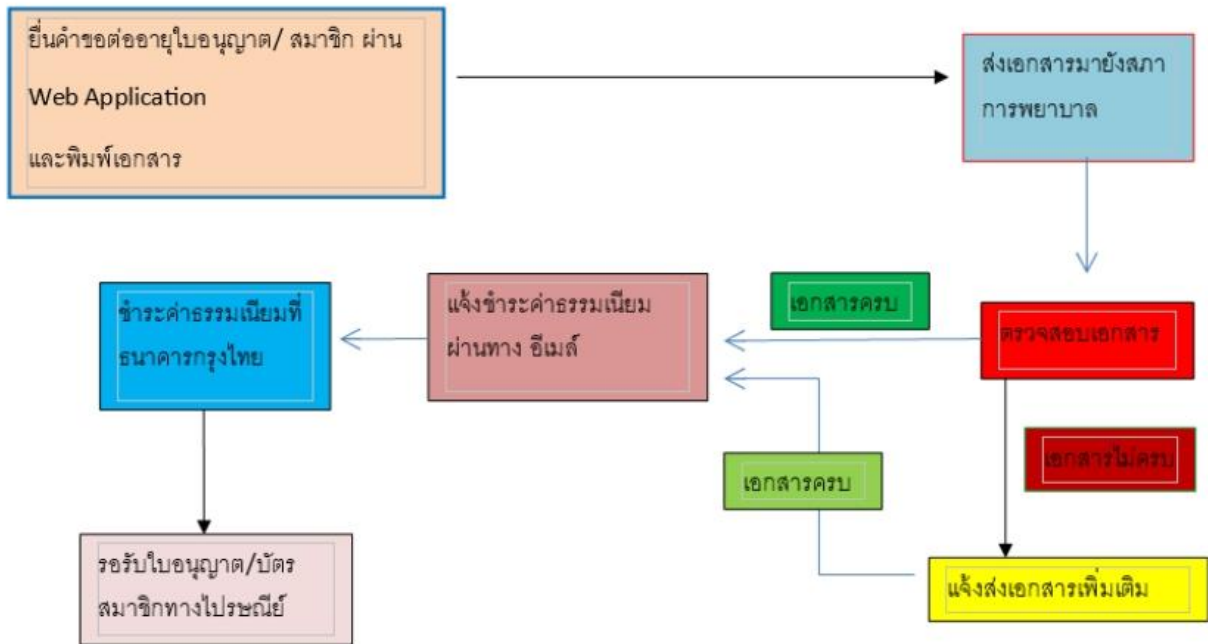 ยื่นคำขอต่ออายุใบอนุญาต/ สมาชิก ผ่าน
Web Application
และพิมพ์เอกสาร
ส่งเอกสารมายังสภา
การพยาบาล
ชำระค่าธรรมเนียมที่
ธนาคารกรุงไทย
แจ้งชำระค่าธรรมเนียม
ผ่านทาง อีเมล์
เอกสารครบ
ตรวจสอบเอกสาร
เอกสารไม่ครบ
เอกสารครบ
รอรับใบอนุญาต/บัตร
สมาชิกทางไปรษณีย์
แจ้งส่งเอกสารเพิ่มเติม